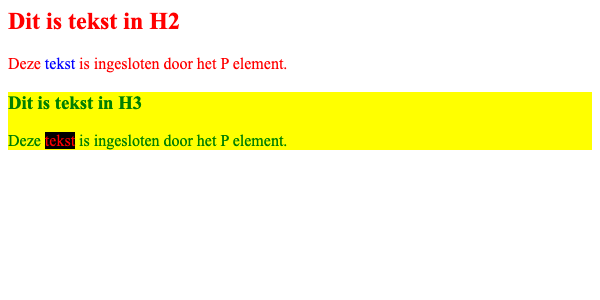 Dit is tekst in H2
Deze tekst is ingesloten door het P element.
Dit is tekst in H3
Deze tekst is ingesloten door het P element.